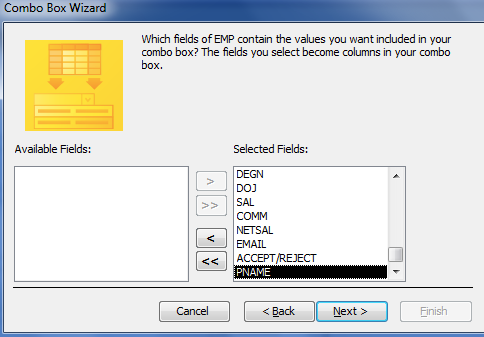 Combo Box Wizard
Which fields of EMP contain the values you want included in your
combo box? The fields you select become columns in your combo
box.
Available Fields:
Selected Fields:
DEGN
DOJ
SAL
COMM
NETSAL
EMAIL
ACCEPT/REJECT
PNAME
>
>>
<
<<
Cancel
< Back
Next >
Finish